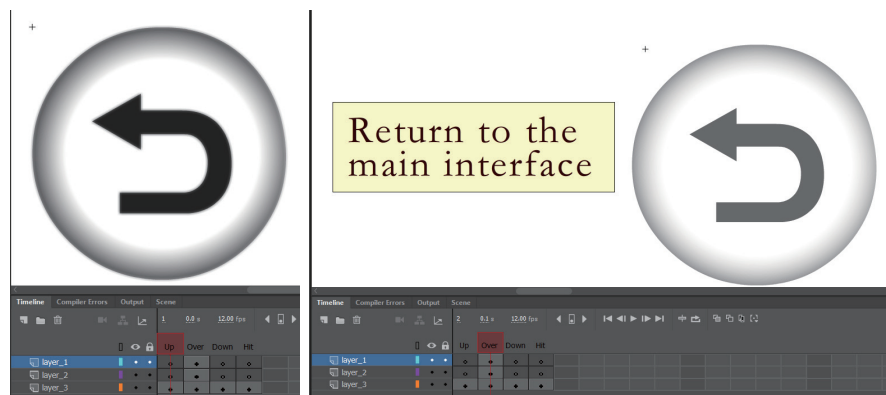 Return to the
main interface
Timeline Compiler Errors Output Scene
1 0.0 s 12.00 fps
Up Over Down Hit
layer_1
layer_2
layer_3
Timeline Compiler Errors Output Scene
2 0.1 s 12.00 fps
Up Over Down Hit
layer_1
layer_2
layer_3